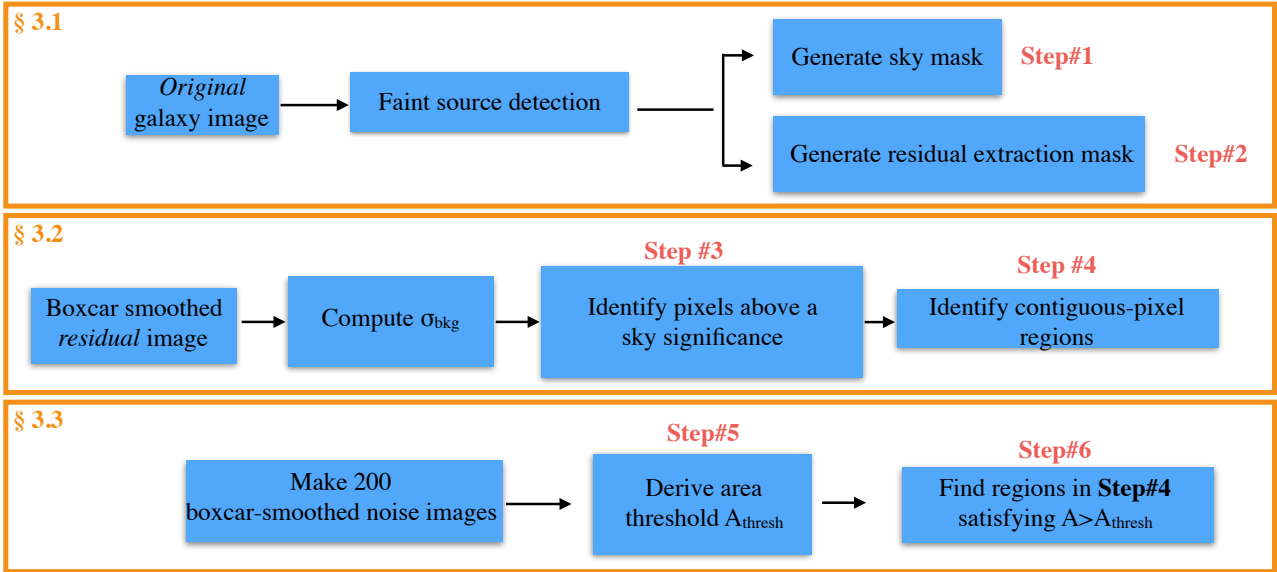 § 3.1
Original
galaxy image
Faint source detection
Generate sky mask
Step#1
Generate residual extraction mask
Step#2
§ 3.2
Boxcar smoothed
residual image
Compute σbkg
Step #3
Identify pixels above a
sky significance
Step #4
Identify contiguous-pixel
regions
§ 3.3
Make 200
boxcar-smoothed noise images
Step#5
Derive area
threshold Athresh
Step#6
Find regions in Step#4
satisfying A>Athresh